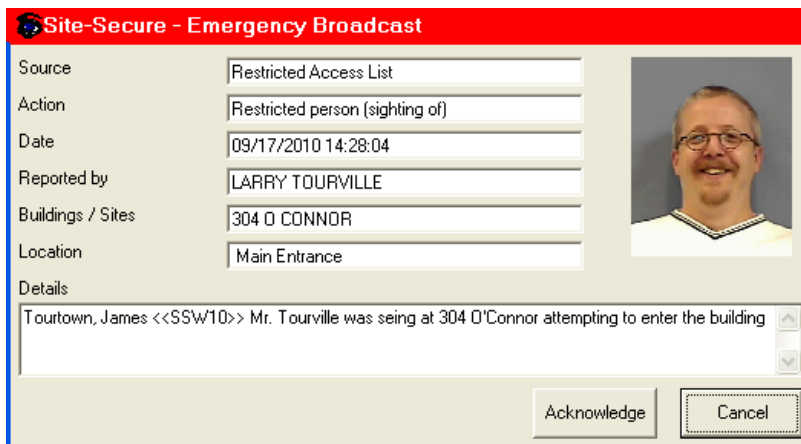 Site-Secure - Emergency Broadcast
Source Restricted Access List
Action Restricted person (sighting of)
Date 09/17/2010 14:28:04
Reported by LARRY TOURVILLE
Buildings / Sites 304 O CONNOR
Location Main Entrance
Details
Tourtown, James <<SSW10>> Mr. Tourville was seing at 304 O'Connor attempting to enter the building
Acknowledge Cancel